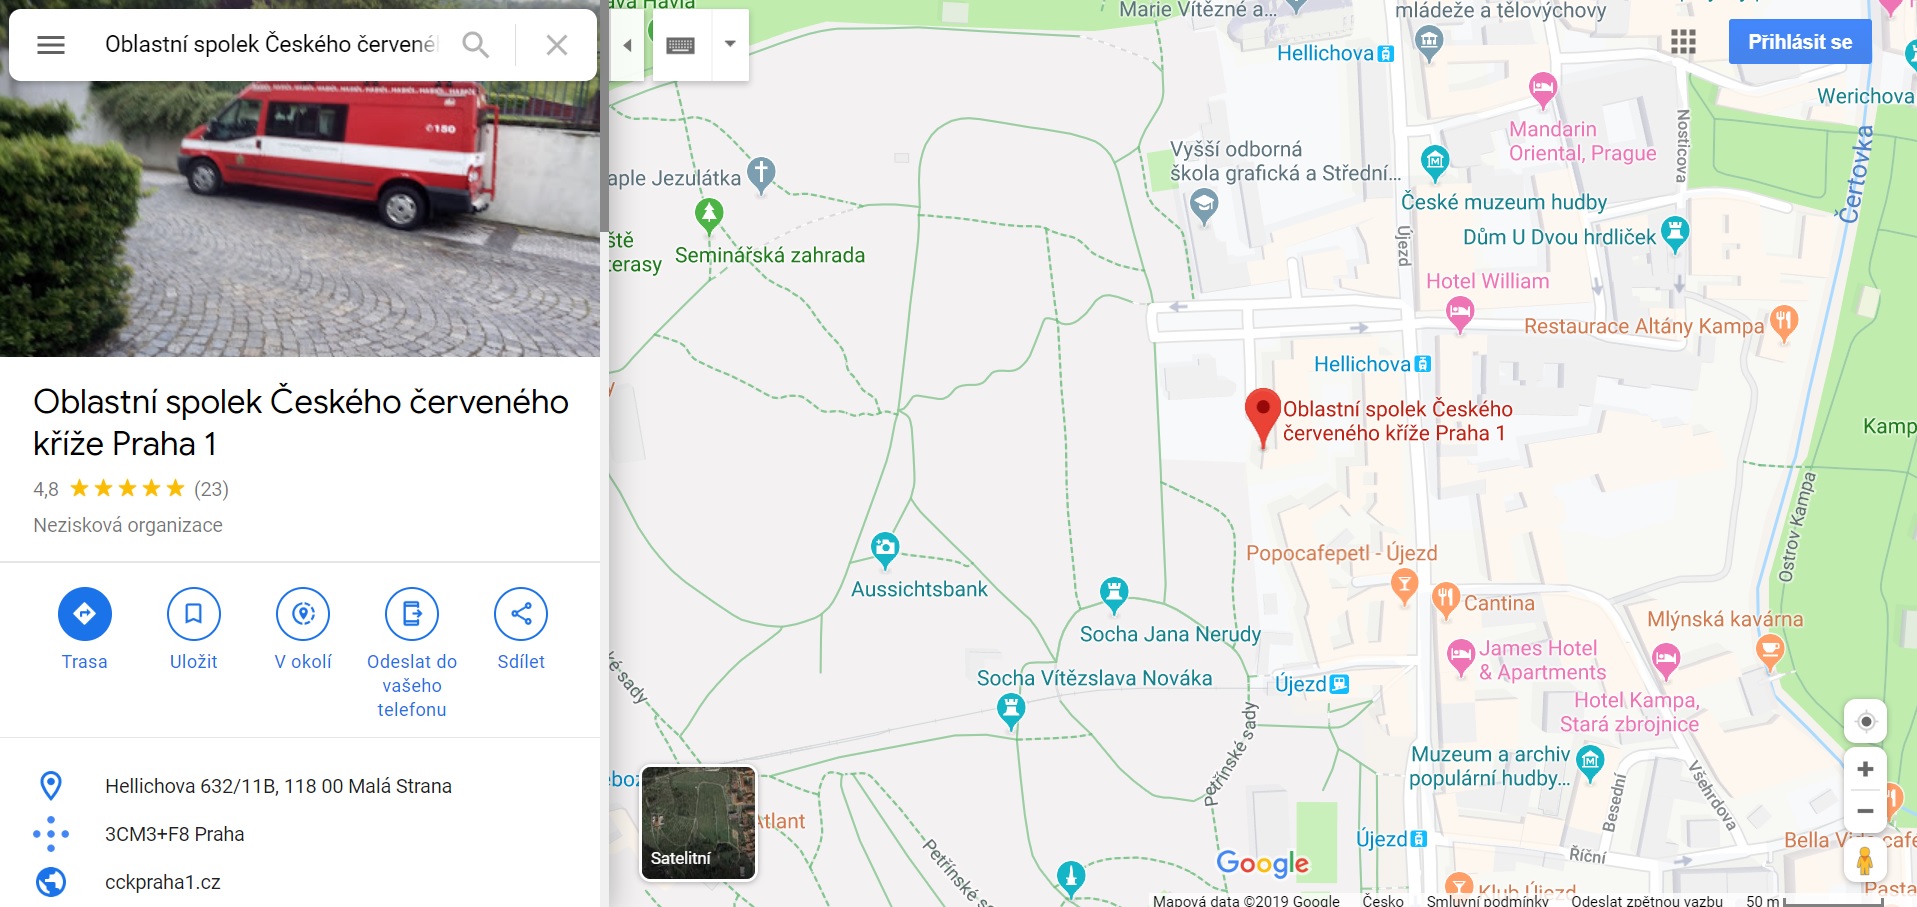 Oblastní spolek Českého červené
150
Oblastní spolek Českého červeného
kříže Praha 1
4,8
(23)
Nezisková organizace
Trasa
Uložit
V okolí
Odeslat do
vašeho
telefonu
Sdílet
Hellichova 632/11B, 118 00 Malá Strana
3CM3+F8 Praha
cckpraha1.cz
Přihlásit se
Marie Vítězné a...
mládeže a tělovýchovy
Hellichova
Werichova
Mandarin
Oriental, Prague
Nosticova
Čertovka
Vyšší odborná
škola grafická a Střední...
aple Jezulátka
České muzeum hudby
Dům U Dvou hrdliček
Újezd
Seminářská zahrada
ště
terasy
Hotel William
Restaurace Altány Kampa
Hellichova
Oblastní spolek Českého
červeného kříže Praha 1
Kamp
Ostrov Kampa
Popocafepetl - Újezd
Aussichtsbank
Cantina
Mlýnská kavárna
Socha Jana Nerudy
James Hotel
& Apartments
Socha Vítězslava Nováka
Újezd
Hotel Kampa,
Stará zbrojnice
é sady
Petřínské sady
Muzeum a archiv
populární hudby...
Všehrdova
Besední
eboz
Atlant
Satelitní
Újezd
Bella Vida cafe
Říční
Petřínské s
Google
Klub Újezd
Pasta
Mapová data ©2019 Google
Česko
Smluvní podmínky
Odeslat zpětnou vazbu
50 m